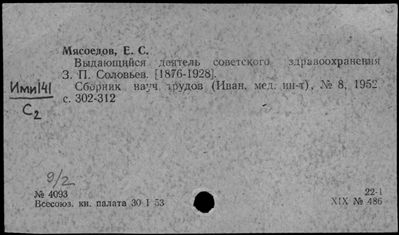 Мясоедов, Е. С.
Выдающийся деятель советского здравоохранения
З. П. Соловьев. [1876-1928].
Сборник науч. трудов (Иван. мед. ин-т), № 8, 1952
с. 302-312
Ими141
С2
9/2
№ 4093
Всесоюз. кн. палата 30 1 53
22-1
XIX № 486